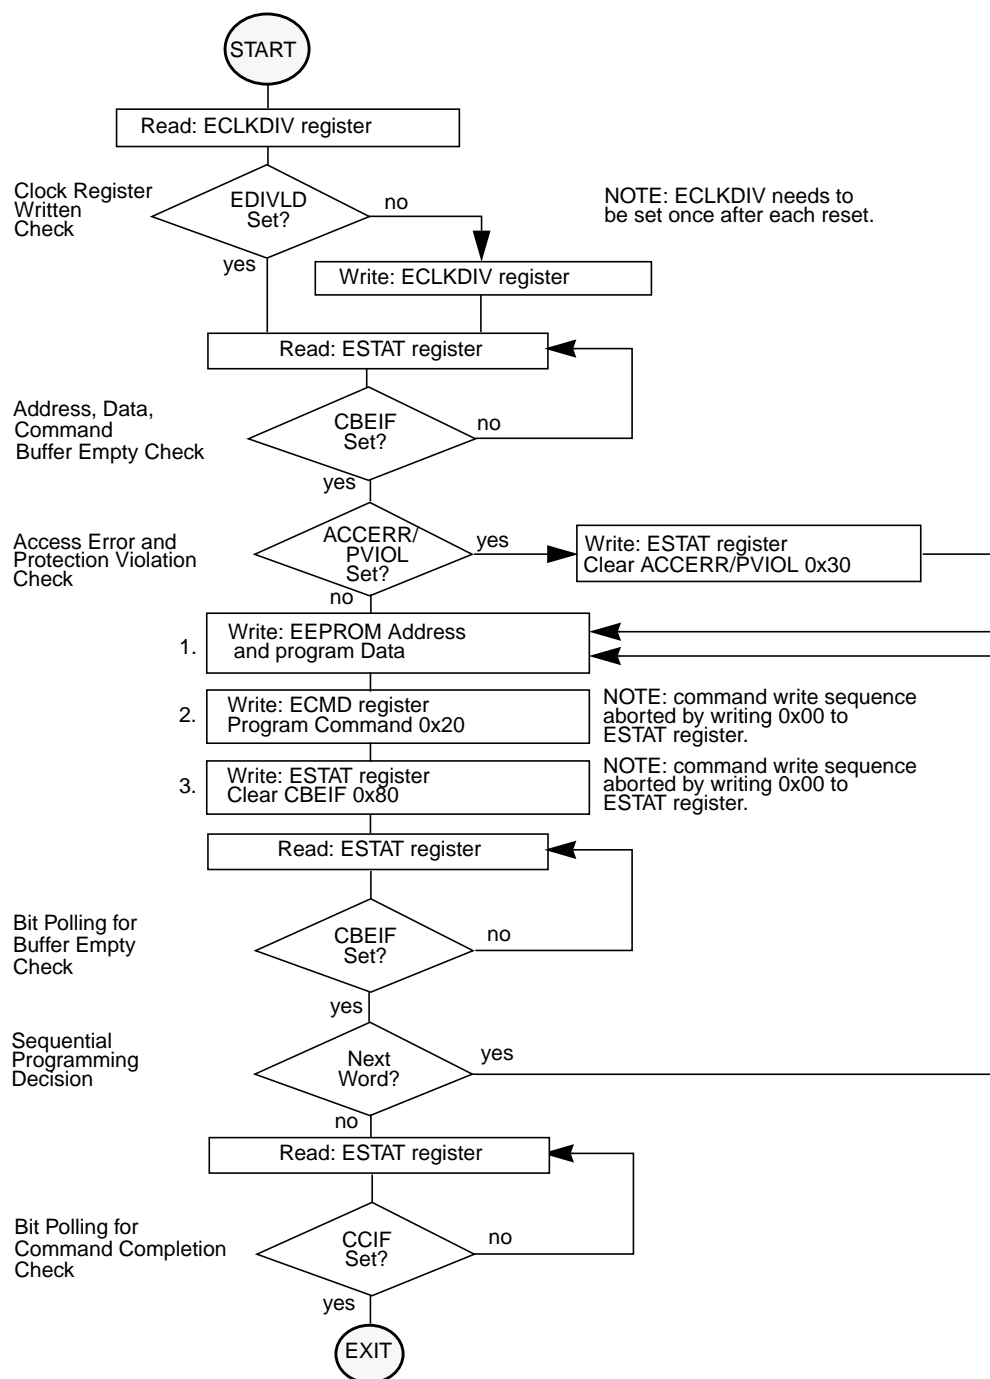 START
Read: ECLKDIV register
Clock Register
Written
Check
EDIVLD
Set?
no
yes
NOTE: ECLKDIV needs to
be set once after each reset.
Write: ECLKDIV register
Read: ESTAT register
Address, Data,
Command
Buffer Empty Check
CBEIF
Set?
no
yes
Access Error and
Protection Violation
Check
ACCERR/
PVIOL
Set?
yes
no
Write: ESTAT register
Clear ACCERR/PVIOL 0x30
1.
Write: EEPROM Address
and program Data
2.
Write: ECMD register
Program Command 0x20
NOTE: command write sequence
aborted by writing 0x00 to
ESTAT register.
3.
Write: ESTAT register
Clear CBEIF 0x80
NOTE: command write sequence
aborted by writing 0x00 to
ESTAT register.
Read: ESTAT register
Bit Polling for
Buffer Empty
Check
CBEIF
Set?
no
yes
Sequential
Programming
Decision
Next
Word?
yes
no
Read: ESTAT register
Bit Polling for
Command Completion
Check
CCIF
Set?
no
yes
EXIT